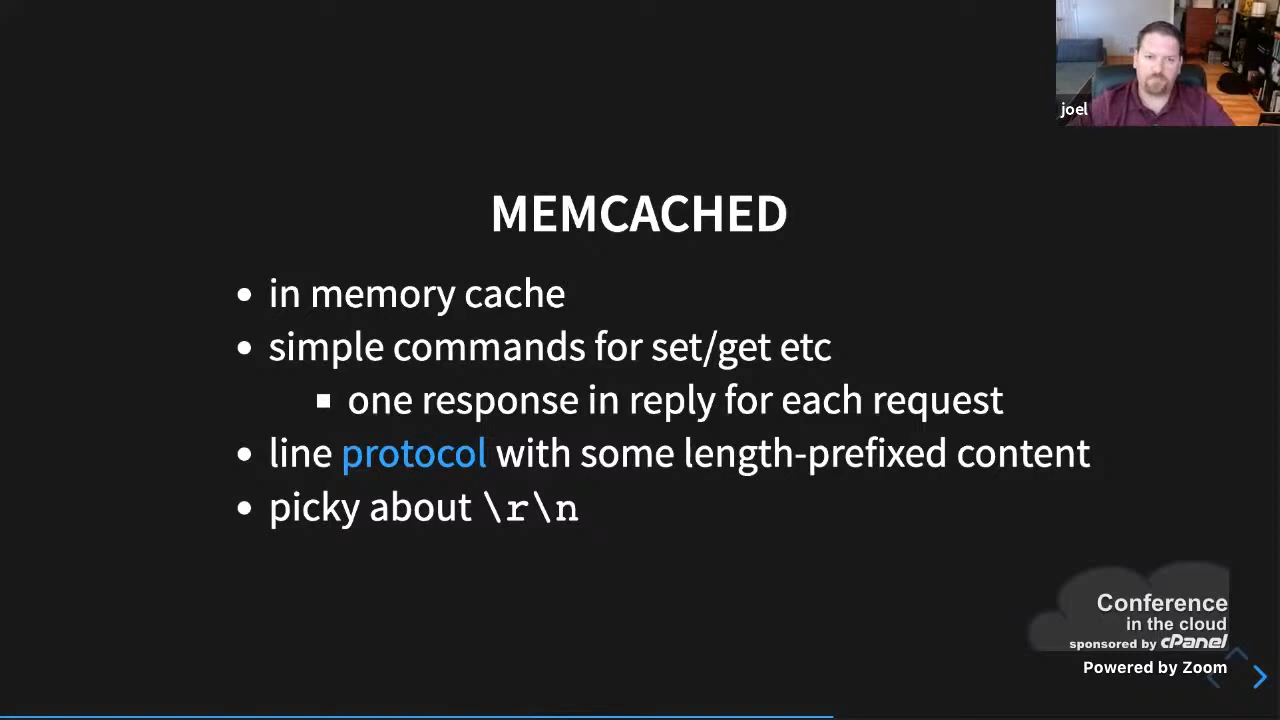 joel
MEMCACHED
in memory cache
simple commands for set/get etc
one response in reply for each request
line protocol with some length-prefixed content
picky about \r\n
Conference
in the cloud
sponsored by cPanel
Powered by Zoom